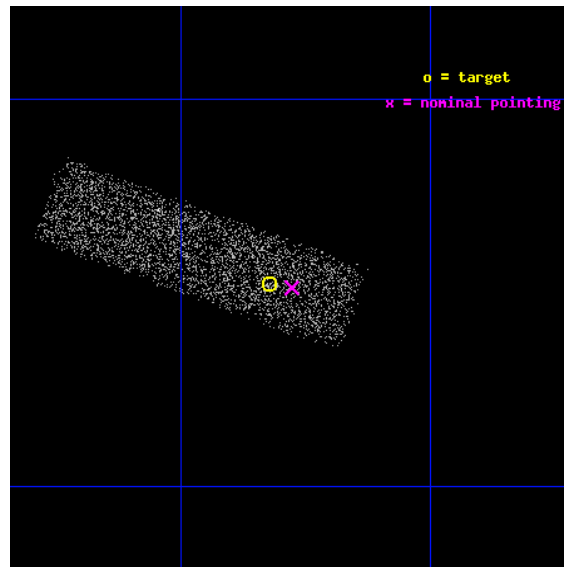 o = target
x = nominal pointing